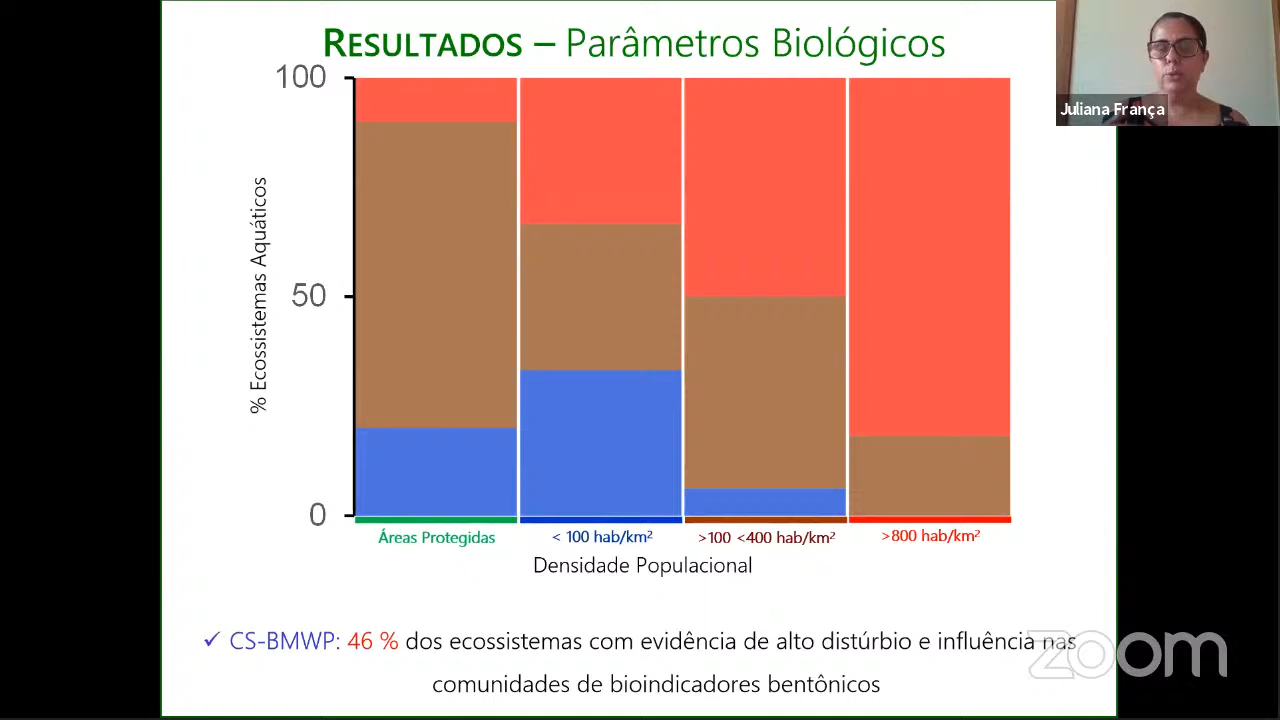 RESULTADOS – Parâmetros Biológicos
Juliana França
100
50
0
% Ecossistemas Aquáticos
Áreas Protegidas
< 100 hab/km²
>100 <400 hab/km²
>800 hab/km²
Densidade Populacional
✓ CS-BMWP: 46 % dos ecossistemas com evidência de alto distúrbio e influência nas
comunidades de bioindicadores bentônicos
zoom